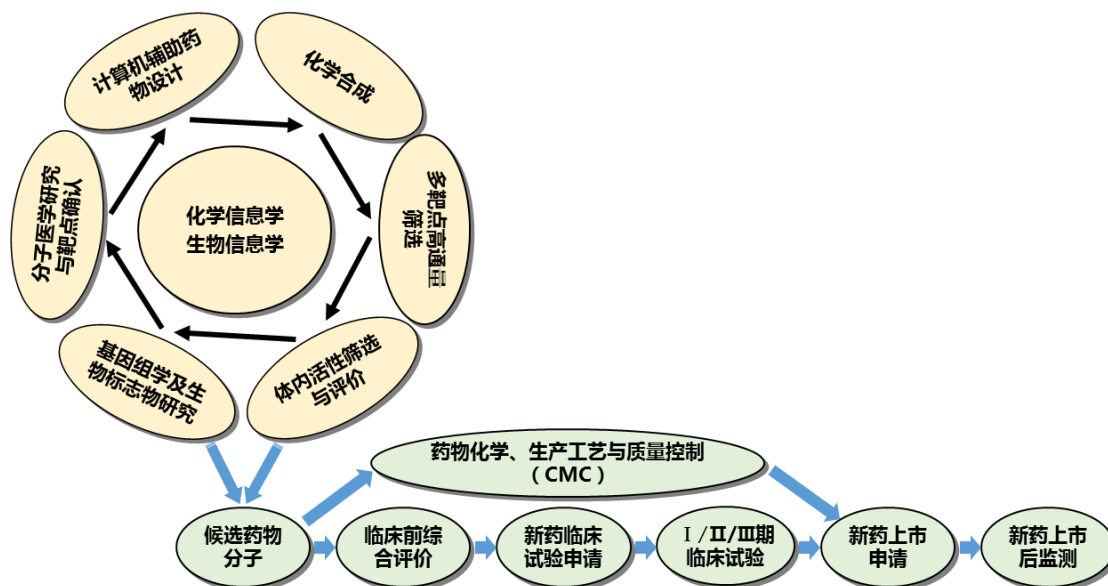 计算机辅助药
物设计
化学合成
分子医学研究
与靶点确认
化学信息学
生物信息学
多靶点高通量
筛选
基因组学及生
物标志物研究
体内活性筛选
与评价
药物化学、生产工艺与质量控制
（CMC）
候选药物
分子
临床前综
合评价
新药临床
试验申请
Ⅰ/Ⅱ/Ⅲ期
临床试验
新药上市
申请
新药上市
后监测